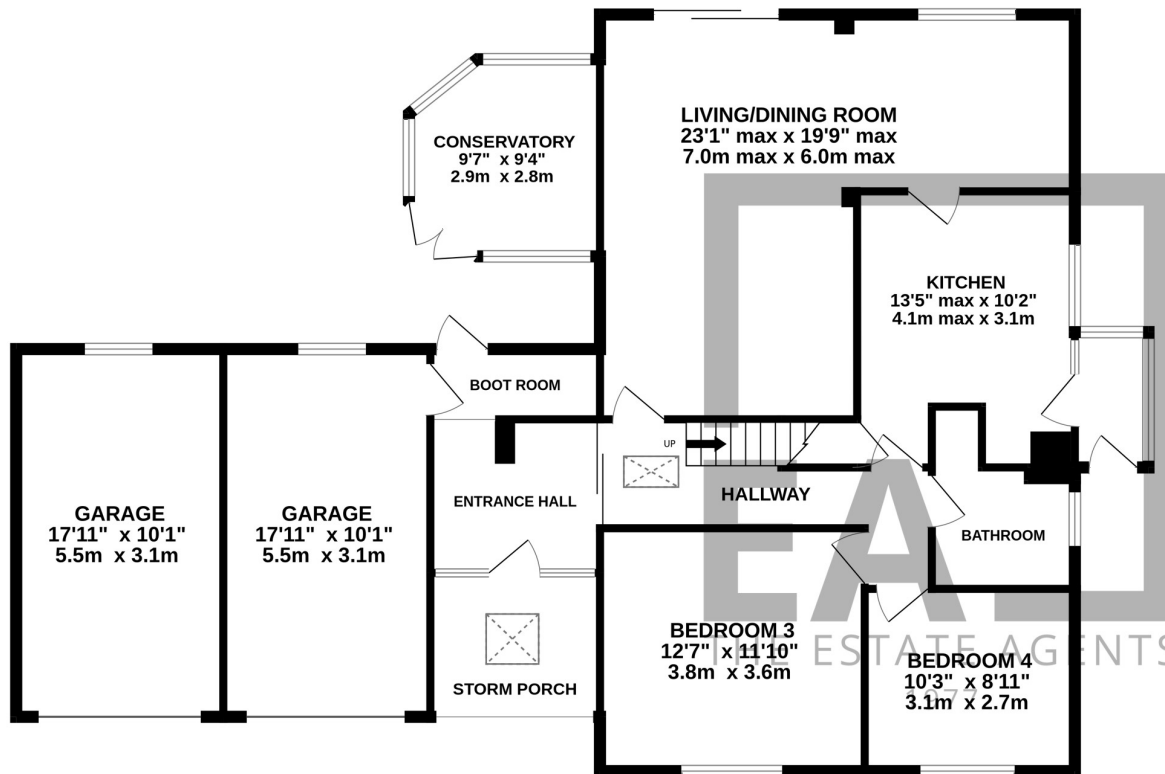 LIVING/DINING ROOM
23'1" max x 19'9" max
7.0m max x 6.0m max
CONSERVATORY
9'7" x 9'4"
2.9m x 2.8m
KITCHEN
13'5" max x 10'2"
4.1m max x 3.1m
BOOT ROOM
UP
HALLWAY
ENTRANCE HALL
GARAGE
17'11" x 10'1"
5.5m x 3.1m
GARAGE
17'11" x 10'1"
5.5m x 3.1m
BATHROOM
BEDROOM 3
12'7" x 11'10"
3.8m x 3.6m
STORM PORCH
BEDROOM 4
10'3" x 8'11"
3.1m x 2.7m
EA
THE ESTATE AGENTS
1977